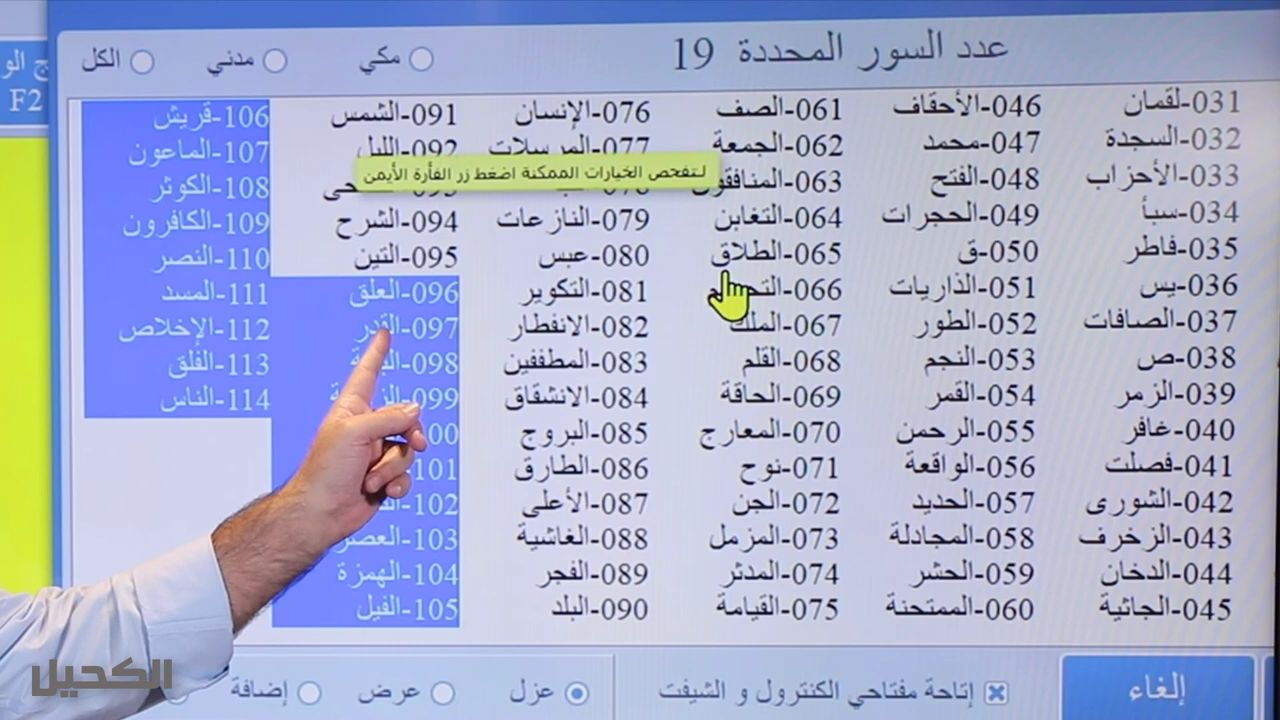 عدد السور المحددة 19
مكي
مدني
الكل
F2
031-لقمان
032-السجدة
033-الأحزاب
034-سبأ
035-فاطر
036-يس
037-الصافات
038-ص
039-الزمر
040-غافر
041-فصلت
042-الشورى
043-الزخرف
044-الدخان
045-الجاثية
046-الأحقاف
047-محمد
048-الفتح
049-الحجرات
050-ق
051-الذاريات
052-الطور
053-النجم
054-القمر
055-الرحمن
056-الواقعة
057-الحديد
058-المجادلة
059-الحشر
060-الممتحنة
061-الصف
062-الجمعة
063-المنافقون
064-التغابن
065-الطلاق
066-
067-الملك
068-القلم
069-الحاقة
070-المعارج
071-نوح
072-الجن
073-المزمل
074-المدثر
075-القيامة
076-الإنسان
077-المرسلات
لتفحص الخيارات الممكنة اضغط زر الفأرة الأيمن
079-النازعات
080-عبس
081-التكوير
082-الانفطار
083-المطففين
084-الانشقاق
085-البروج
086-الطارق
087-الأعلى
088-الغاشية
089-الفجر
090-البلد
091-الشمس
092-الليل
094-الشرح
095-التين
096-العلق
097-القدر
098-
099-
101-
102-
103-العصر
104-الهمزة
105-الفيل
106-قريش
107-الماعون
108-الكوثر
109-الكافرون
110-النصر
111-المسد
112-الإخلاص
113-الفلق
114-الناس
إلغاء
إتاحة مفتاحي الكنترول و الشيفت
عزل
عرض
إضافة
الكحيل